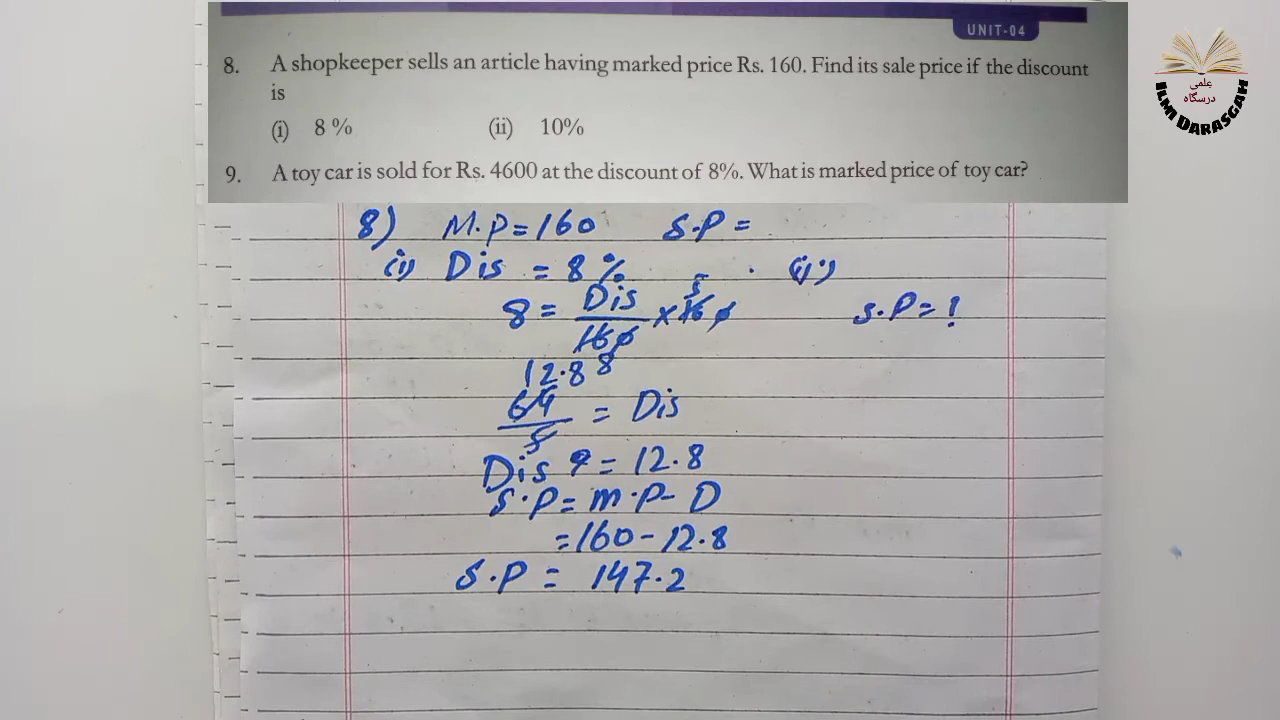 UNIT-04
علمی
درسگاہ
ILMI DARASGAH
8. A shopkeeper sells an article having marked price Rs. 160. Find its sale price if the discount
is
(i) 8 % (ii) 10%
9. A toy car is sold for Rs. 4600 at the discount of 8%. What is marked price of toy car?
8) M.P = 160 S.P =
(i) Dis = 8 % (ii)
8 = Dis/160 × 100 S.P = !
5
8
12.8
64/5 = Dis
Dis = 12.8
S.P = M.P - D
= 160 - 12.8
S.P = 147.2